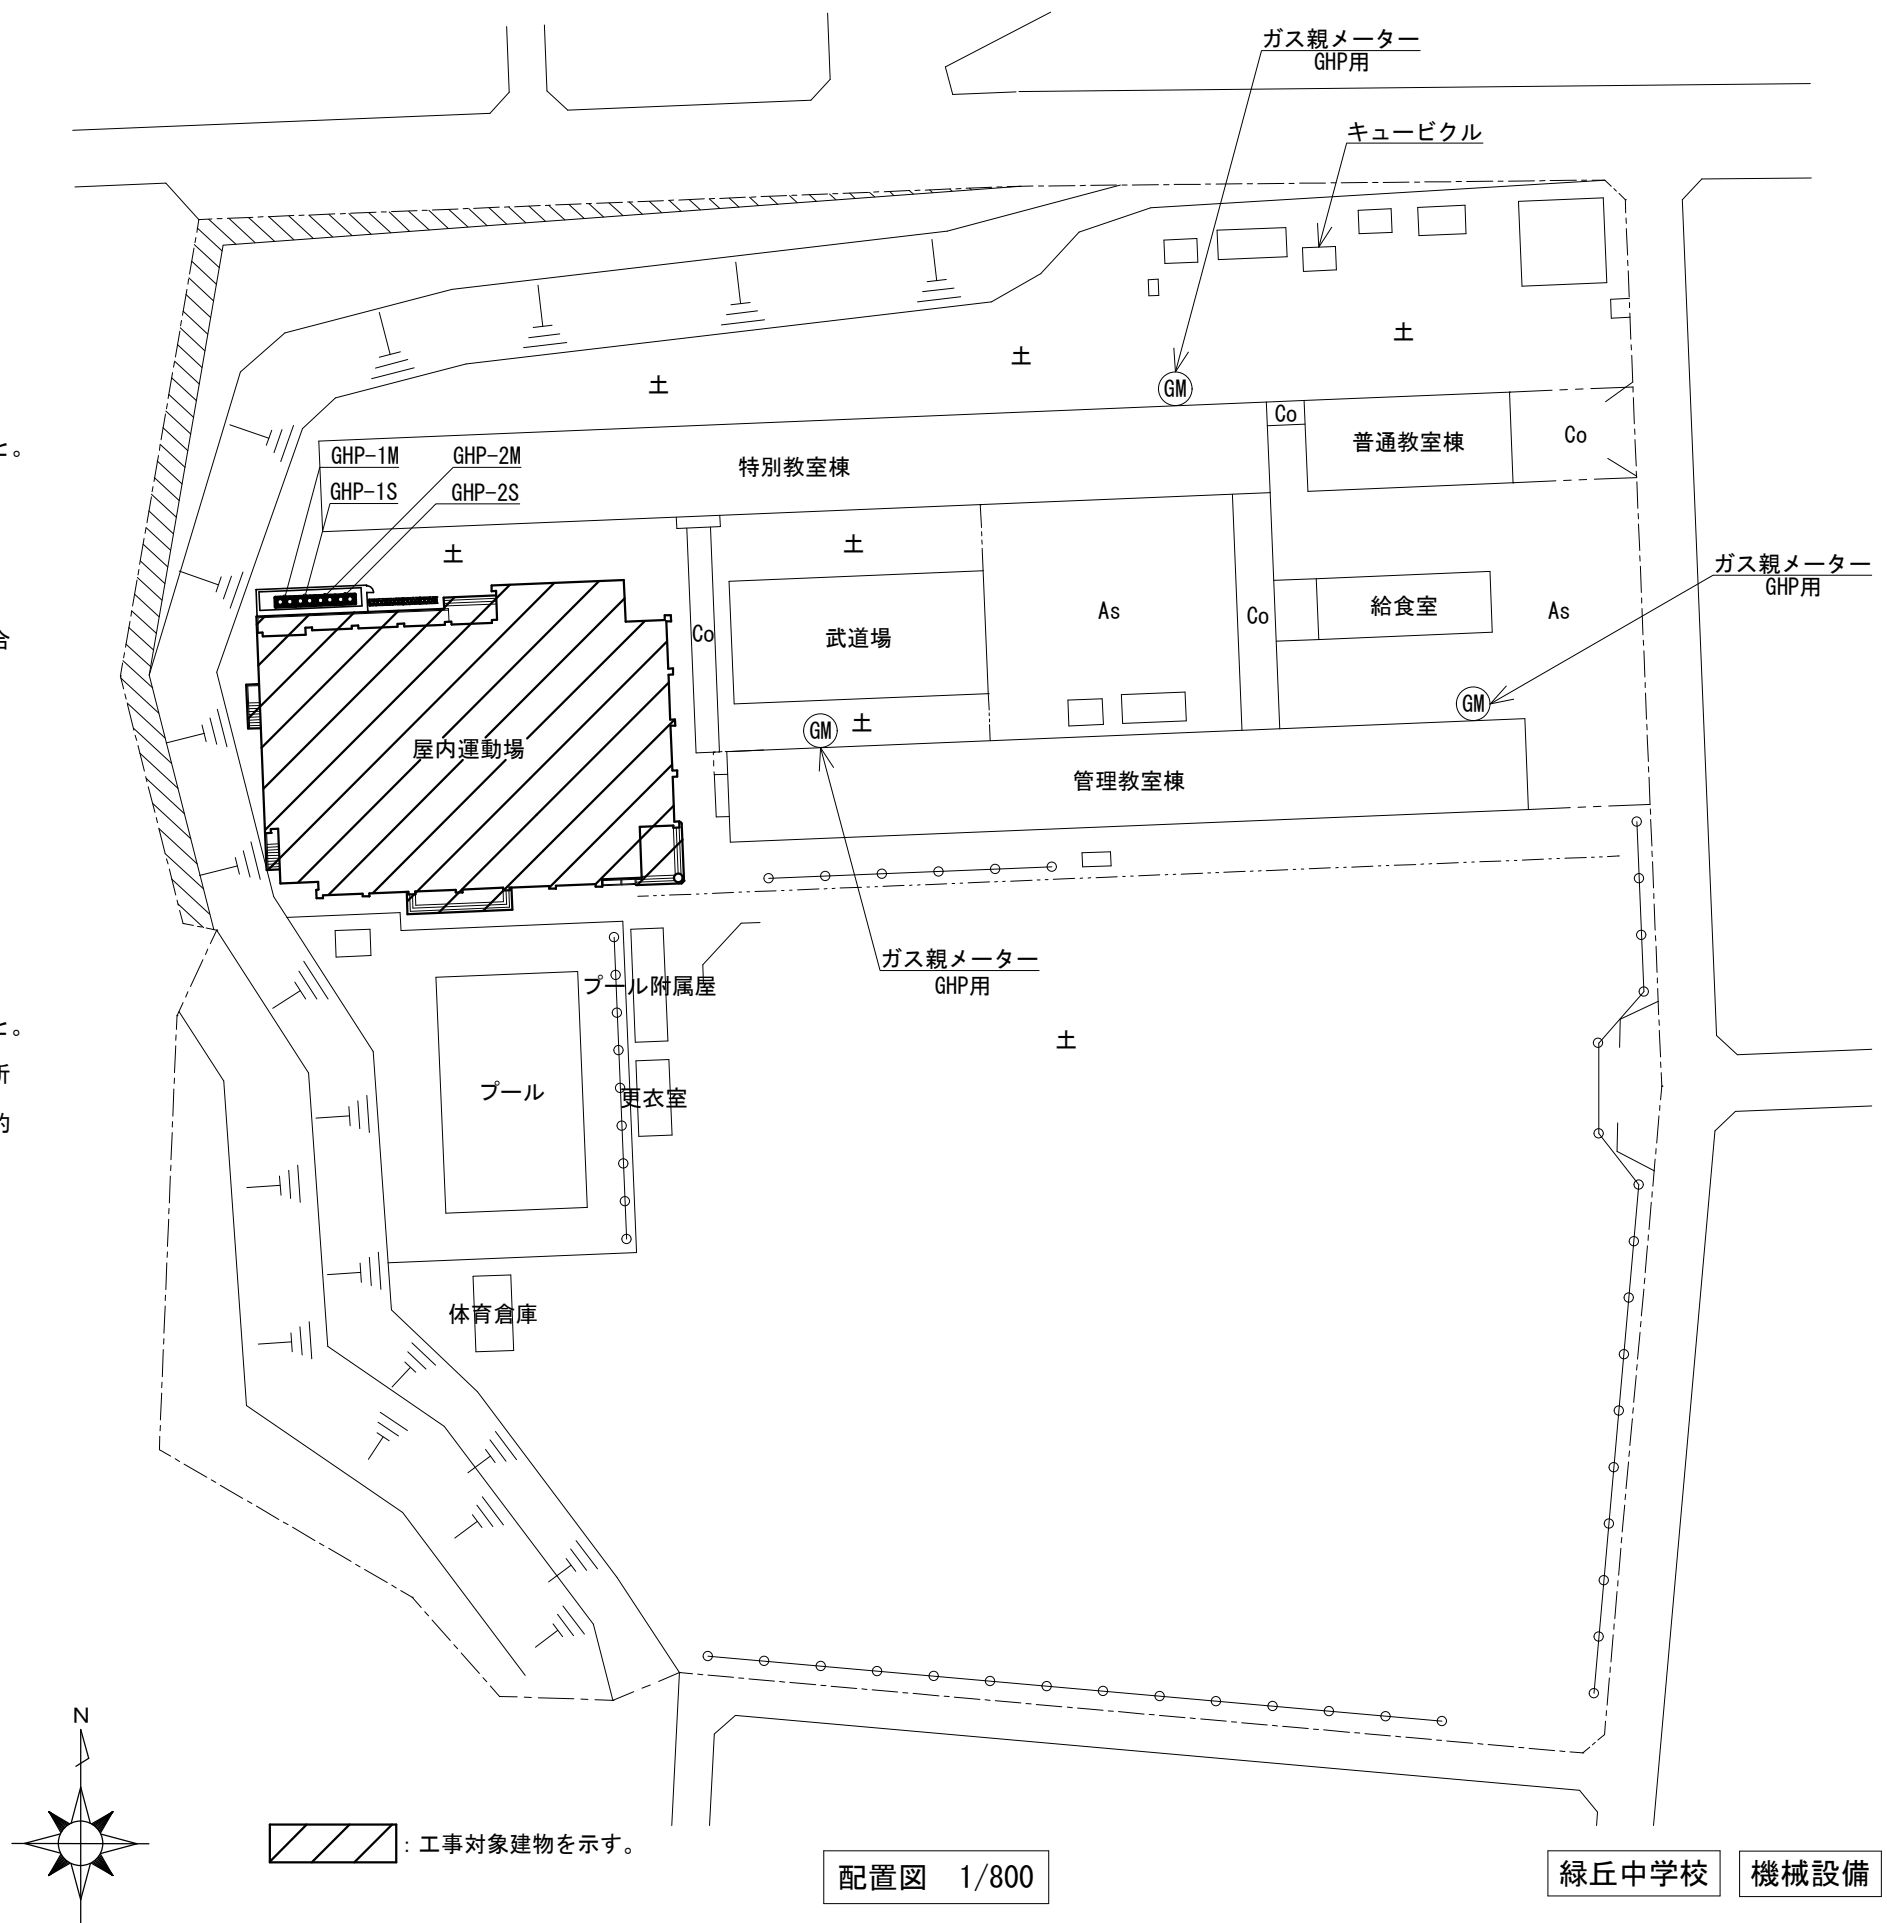 ガス親メーター
GHP用
キュービクル
土
土
土
GM
Co
普通教室棟
Co
と。
GHP-1M
GHP-2M
特別教室棟
GHP-1S
GHP-2S
土
土
ガス親メーター
GHP用
As
Co
給食室
As
合
Co
武道場
GM
GM
土
屋内運動場
管理教室棟
ガス親メーター
GHP用
プール附属屋
と。
土
所
プール
更衣室
的
体育倉庫
N
: 工事対象建物を示す。
配置図 1/800
緑丘中学校
機械設備